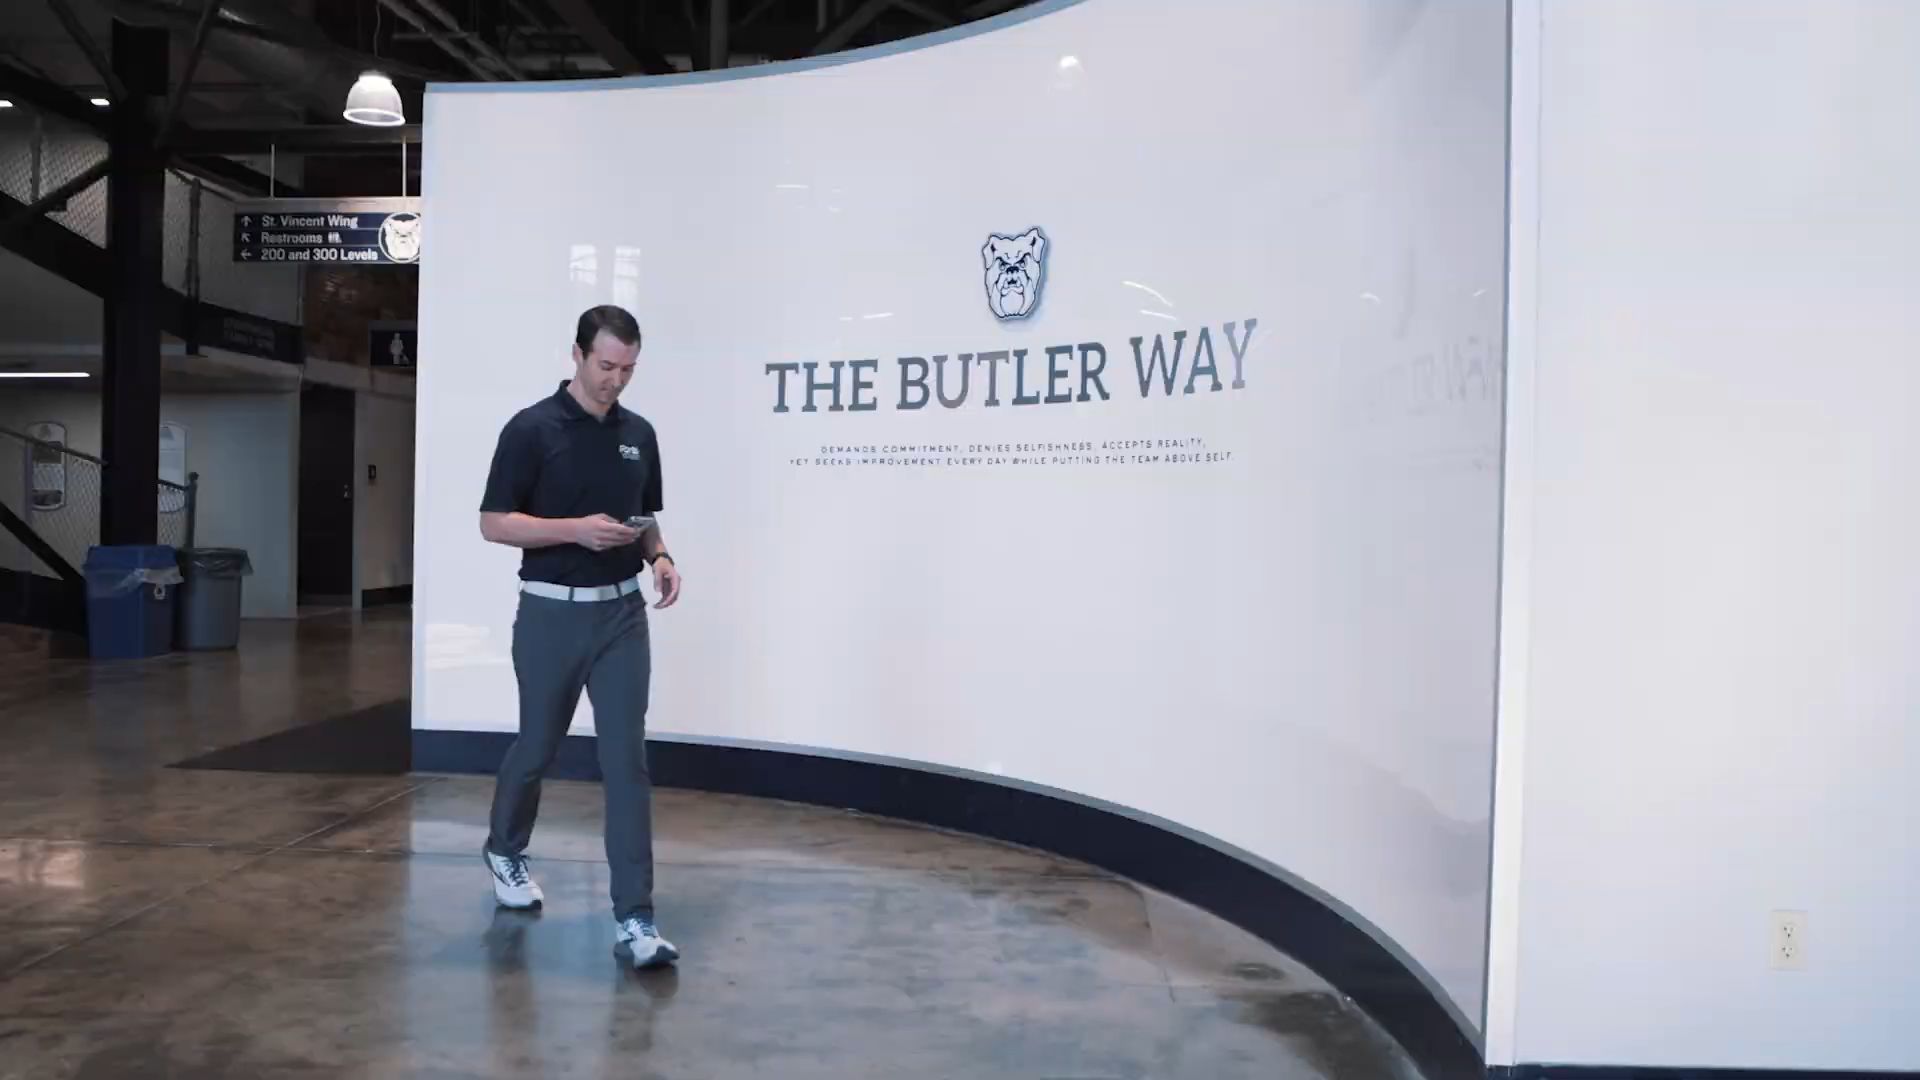 St. Vincent Wing
Restrooms
200 and 300 Levels
THE BUTLER WAY
DEMANDS COMMITMENT, DENIES SELFISHNESS, ACCEPTS REALITY,
YET SEEKS IMPROVEMENT EVERY DAY WHILE PUTTING THE TEAM ABOVE SELF.